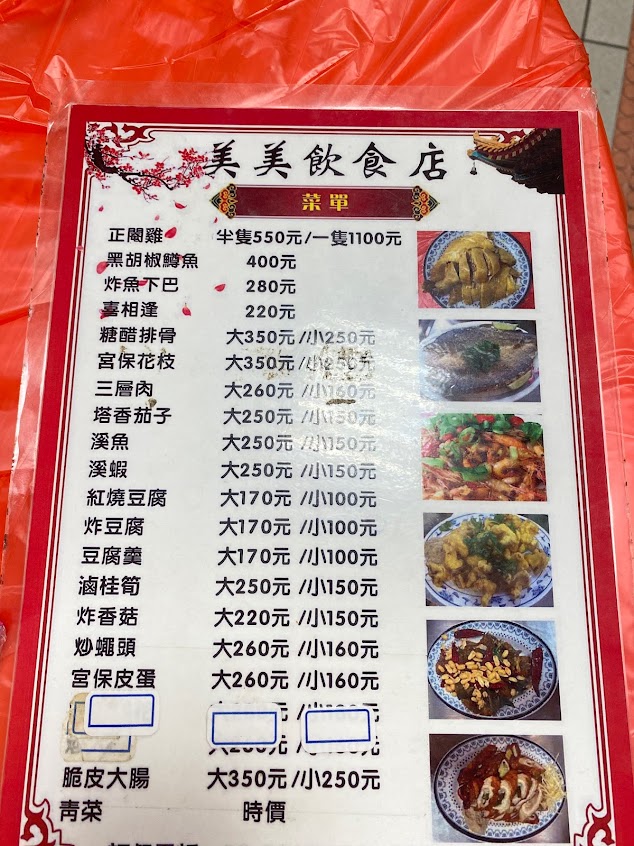 美美飲食店
菜單
正閹雞 半隻550元/一隻1100元
黑胡椒鱒魚 400元
炸魚下巴 280元
喜相逢 220元
糖醋排骨 大350元/小250元
宮保花枝 大350元/小250元
三層肉 大260元/小160元
塔香茄子 大250元/小150元
溪魚 大250元/小150元
溪蝦 大250元/小150元
紅燒豆腐 大170元/小100元
炸豆腐 大170元/小100元
豆腐羹 大170元/小100元
滷桂筍 大250元/小150元
炸香菇 大220元/小150元
炒蠅頭 大260元/小160元
宮保皮蛋 大260元/小160元
脆皮大腸 大350元/小250元
青菜 時價